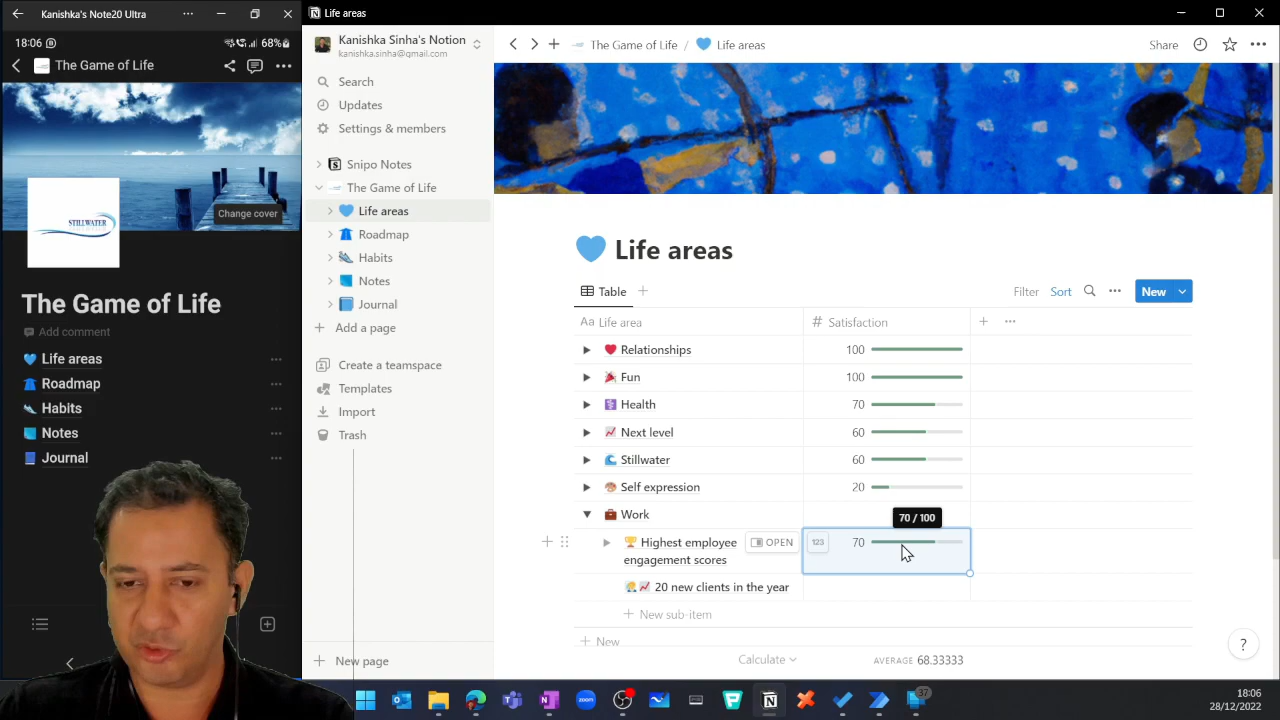 Kanishka's Note20 Ultra
18:06
68%
The Game of Life
STILLWATER
Change cover
The Game of Life
Add comment
Life areas
Roadmap
Habits
Notes
Journal
Life areas
Kanishka Sinha's Notion
kanishka.sinha@gmail.com
Search
Updates
Settings & members
Snipo Notes
The Game of Life
Life areas
Roadmap
Habits
Notes
Journal
Add a page
Create a teamspace
Templates
Import
Trash
New page
The Game of Life / Life areas
Share
Life areas
Table
Filter Sort New
Aa Life area # Satisfaction
Relationships 100
Fun 100
Health 70
Next level 60
Stillwater 60
Self expression 20
Work
70 / 100
Highest employee OPEN 123 70
engagement scores
20 new clients in the year
New sub-item
New
Calculate AVERAGE 68.33333
?
zoom
37
18:06
28/12/2022